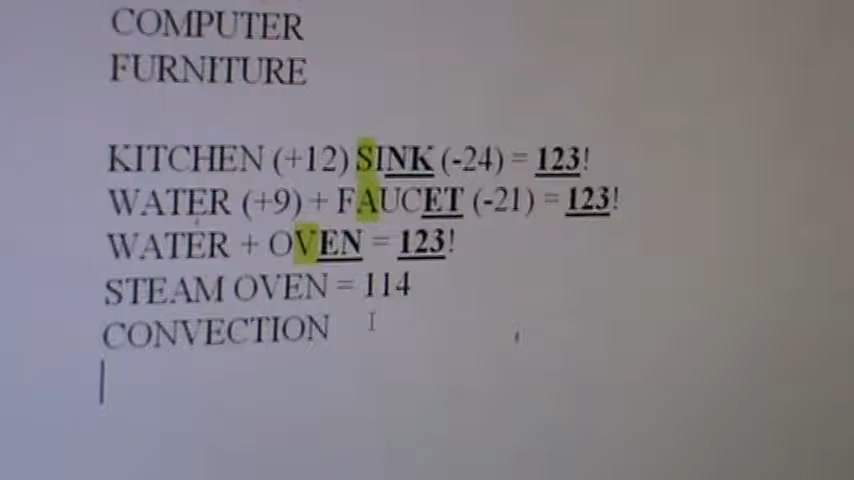 COMPUTER
FURNITURE
KITCHEN (+12) SINK (-24) = 123!
WATER (+9) + FAUCET (-21) = 123!
WATER + OVEN = 123!
STEAM OVEN = 114
CONVECTION